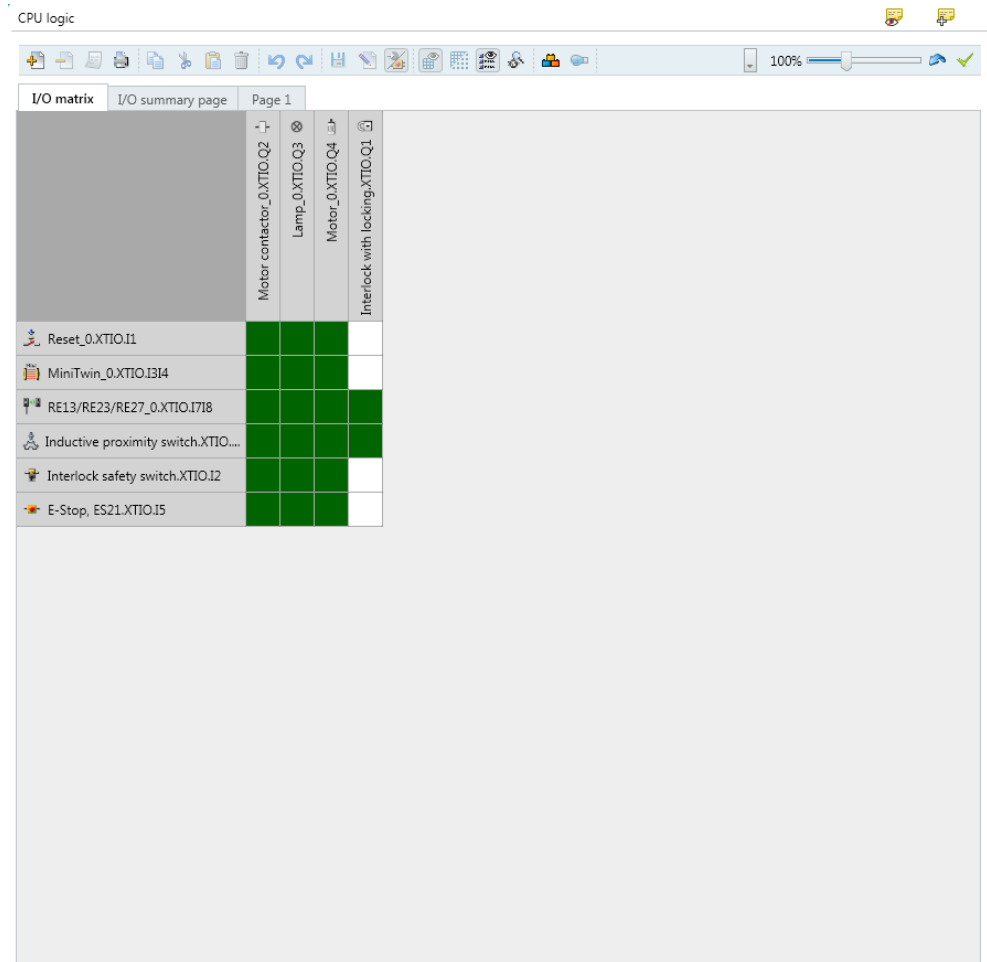 CPU logic
100%
I/O matrix I/O summary page Page 1
Motor contactor_0.XTIO.Q2
Lamp_0.XTIO.Q3
Motor_0.XTIO.Q4
Interlock with locking.XTIO.Q1
Reset_0.XTIO.I1
MiniTwin_0.XTIO.I3I4
RE13/RE23/RE27_0.XTIO.I7I8
Inductive proximity switch.XTIO....
Interlock safety switch.XTIO.I2
E-Stop, ES21.XTIO.I5